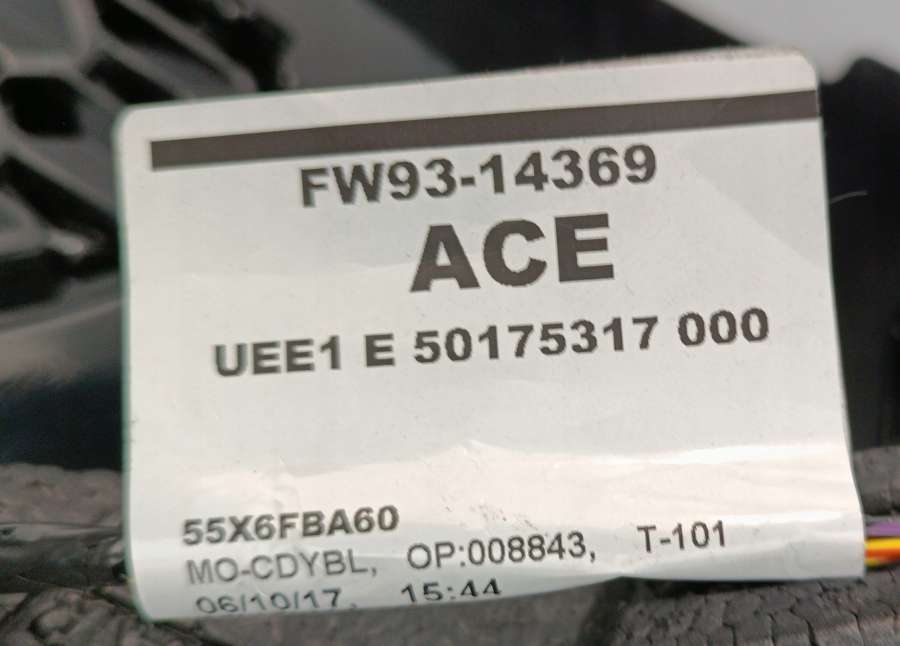 FW93-14369
ACE
UEE1 E 50175317 000
55X6FBA60
MO-CDYBL, OP:008843, T-101
06/10/17, 15:44